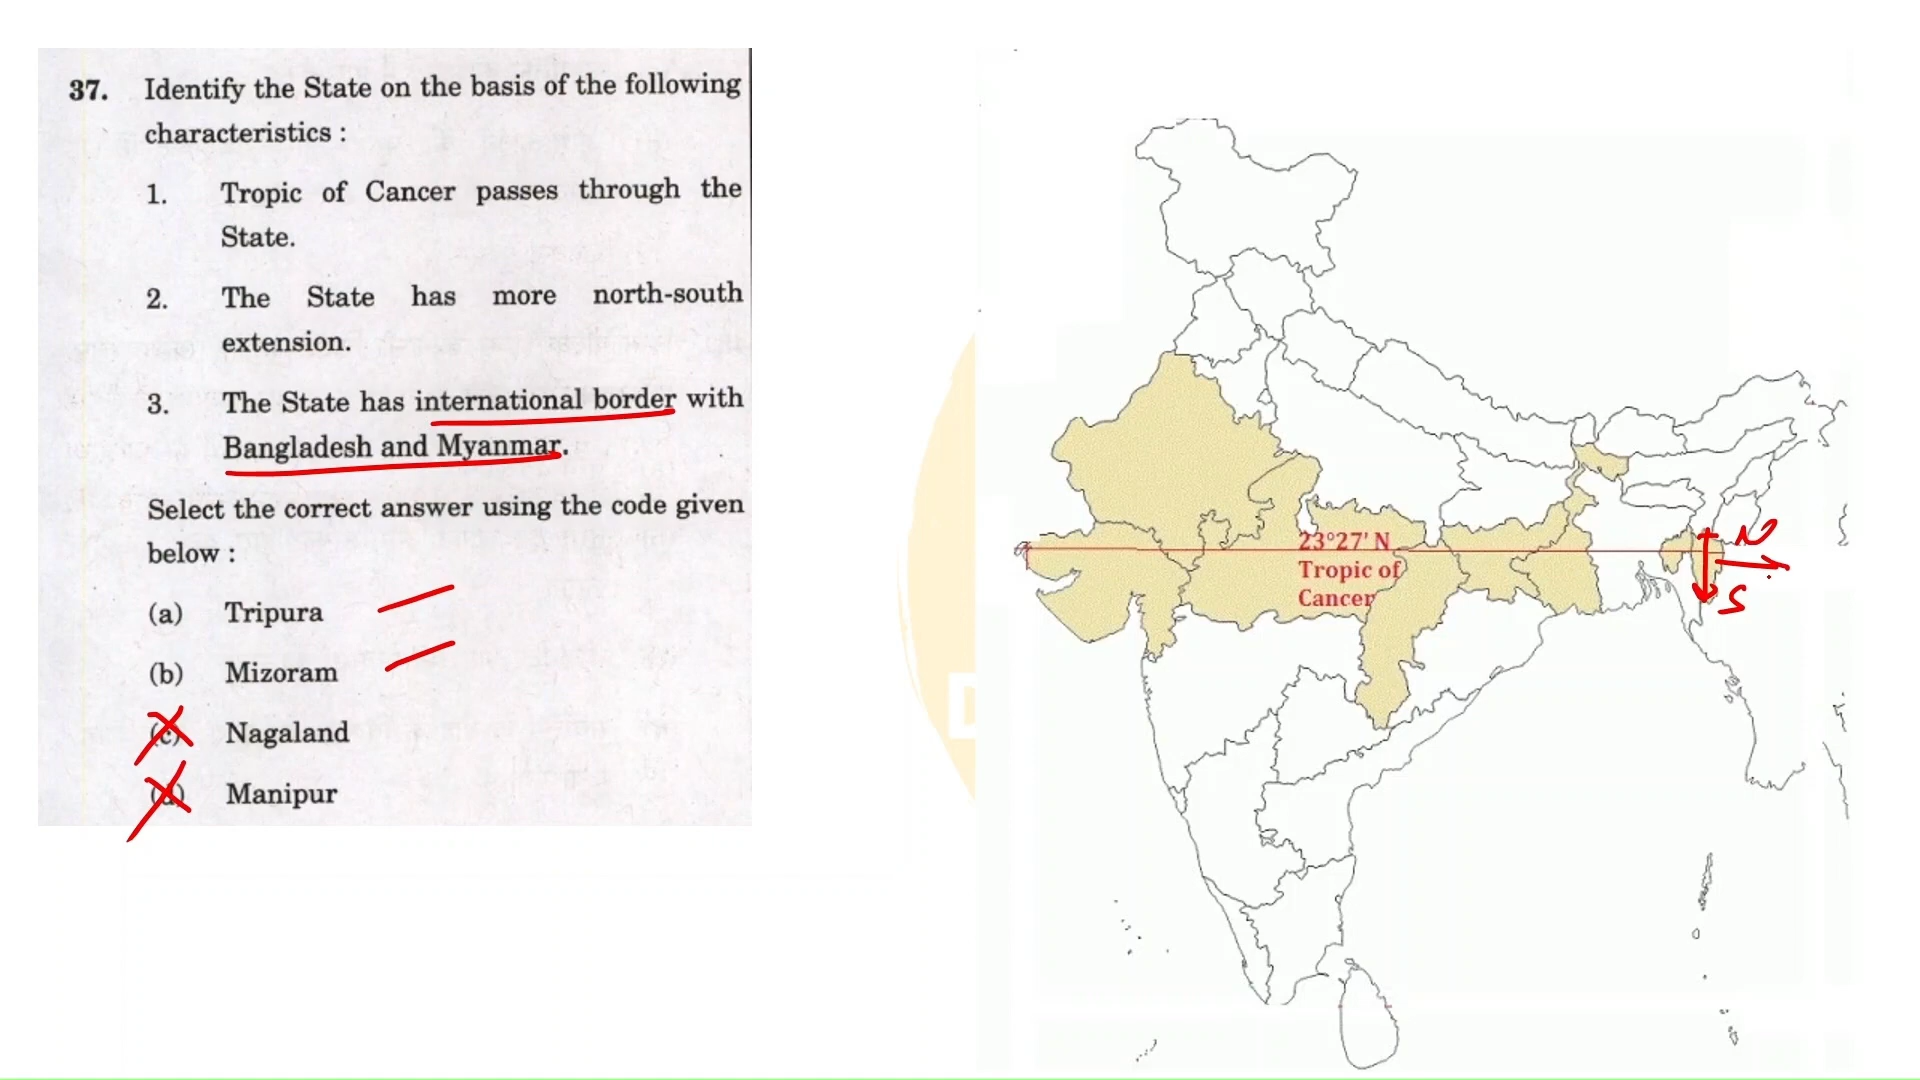 37. Identify the State on the basis of the following
characteristics :
1. Tropic of Cancer passes through the
State.
2. The State has more north-south
extension.
3. The State has international border with
Bangladesh and Myanmar.
Select the correct answer using the code given
below :
(a) Tripura
(b) Mizoram
(c) Nagaland
(d) Manipur
23°27' N
Tropic of
Cancer
N
S
D